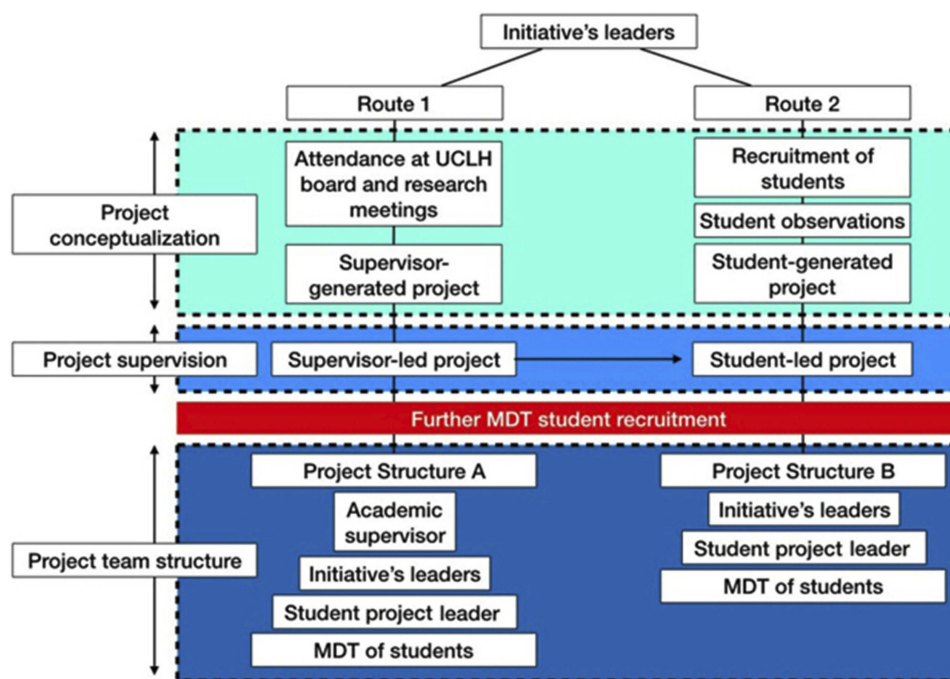 Initiative's leaders
Route 1
Route 2
Project
conceptualization
Attendance at UCLH
board and research
meetings
Supervisor-
generated project
Recruitment of
students
Student observations
Student-generated
project
Project supervision
Supervisor-led project
Student-led project
Further MDT student recruitment
Project team structure
Project Structure A
Academic
supervisor
Initiative's leaders
Student project leader
MDT of students
Project Structure B
Initiative's leaders
Student project leader
MDT of students